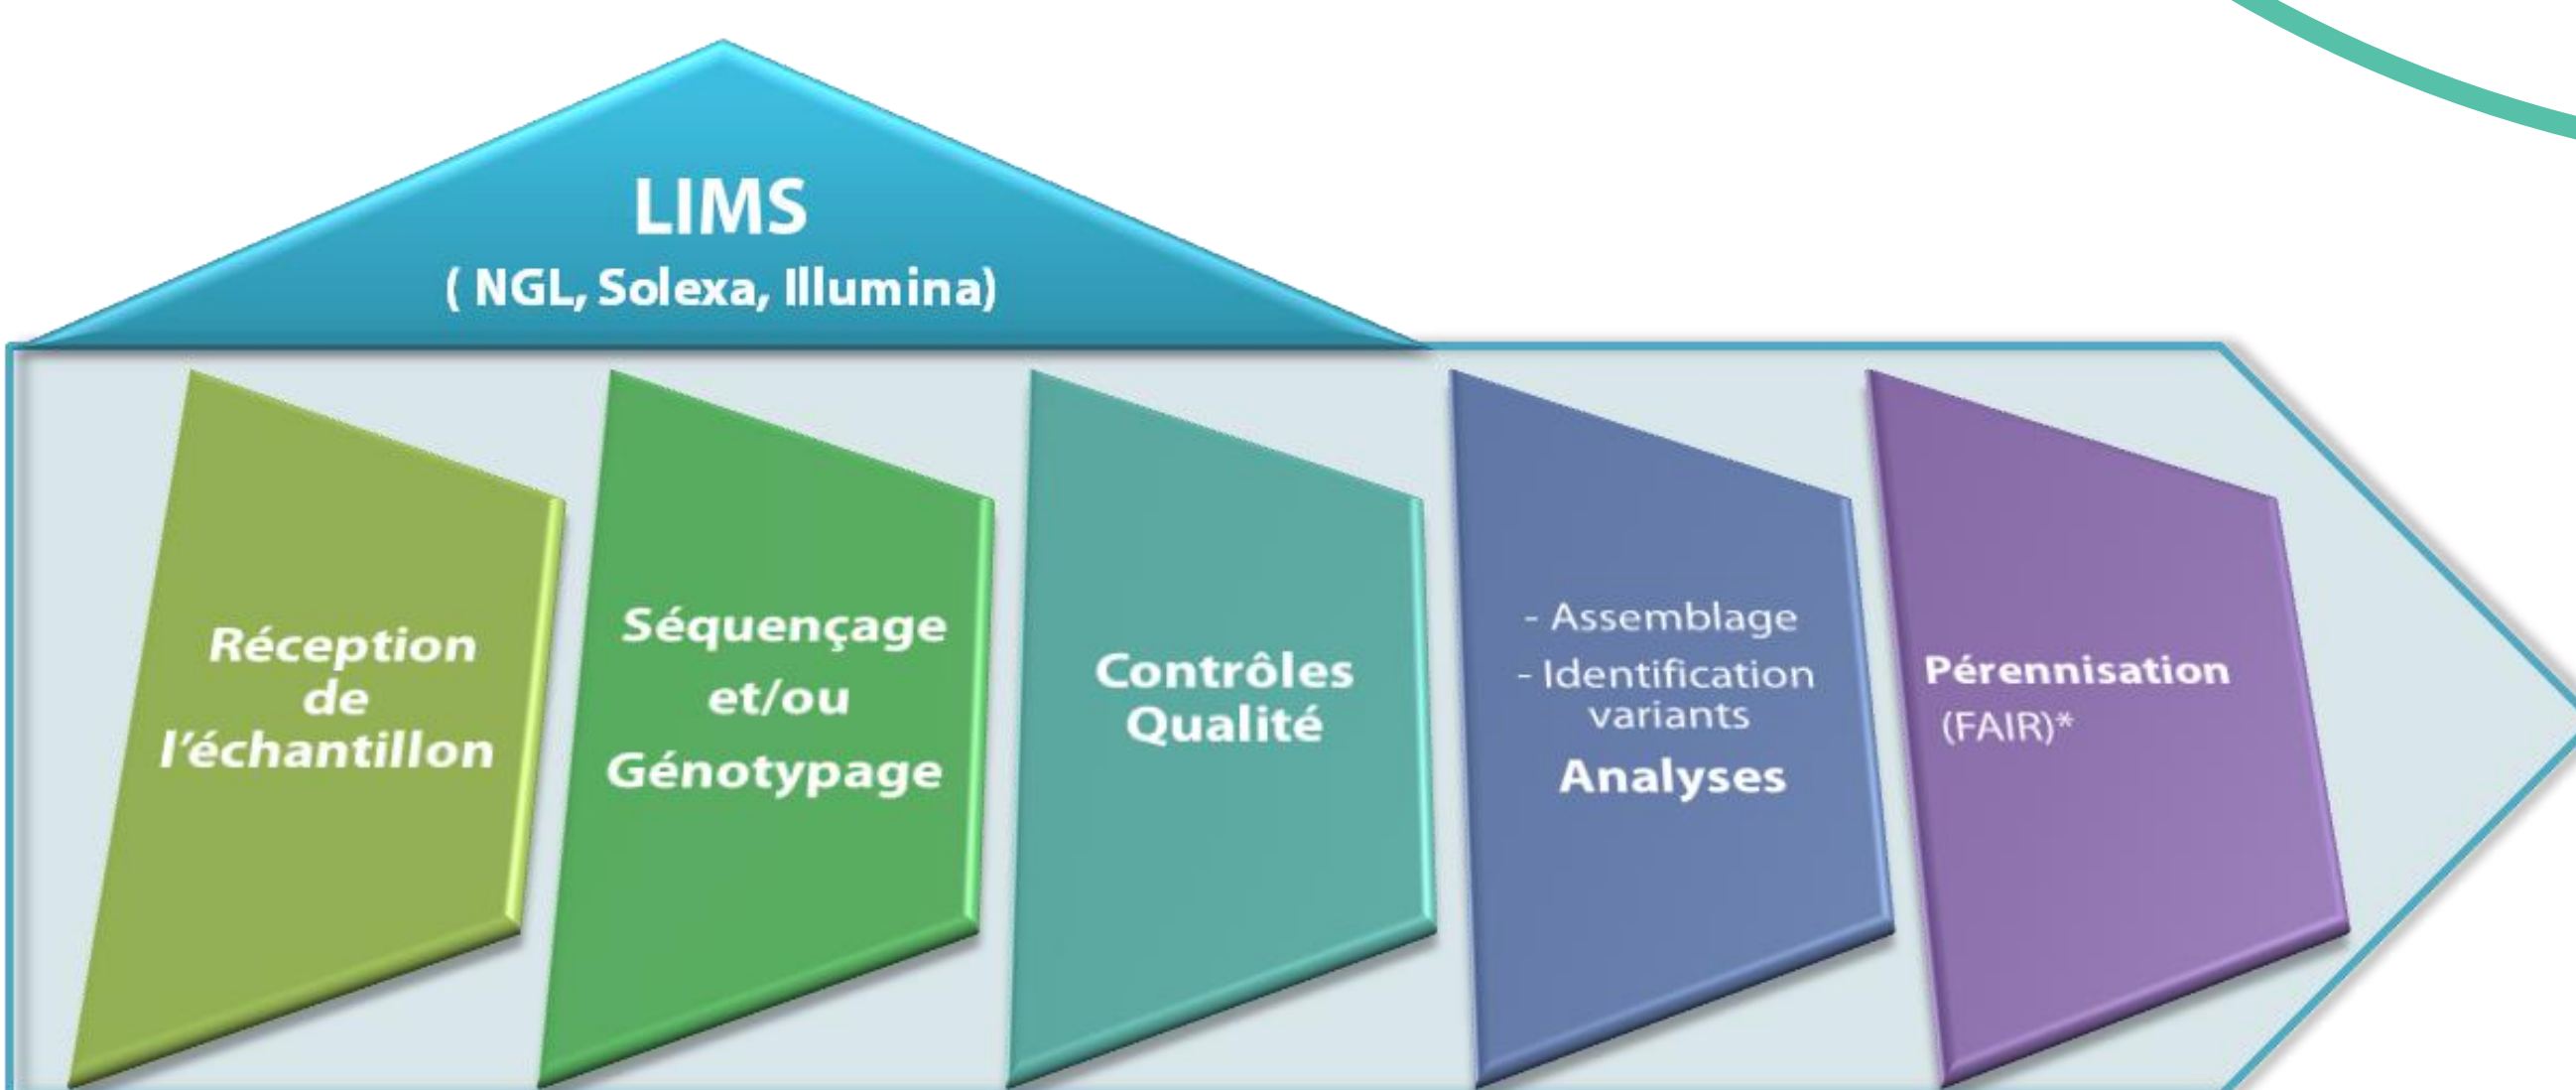 LIMS
( NGL, Solexa, Illumina)
Réception
de
l'échantillon
Séquençage
et/ou
Génotypage
Contrôles
Qualité
- Assemblage
- Identification
variants
Analyses
Pérennisation
(FAIR)*